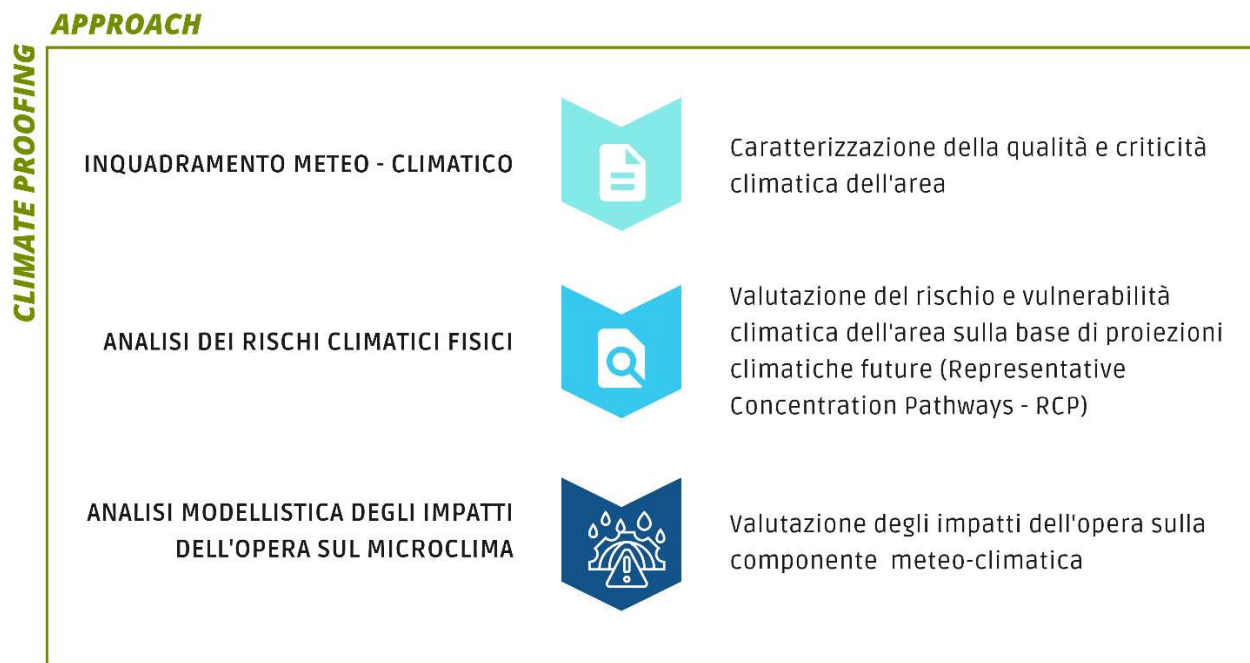 APPROACH
CLIMATE PROOFING
INQUADRAMENTO METEO - CLIMATICO
Caratterizzazione della qualità e criticità
climatica dell'area
ANALISI DEI RISCHI CLIMATICI FISICI
Valutazione del rischio e vulnerabilità
climatica dell'area sulla base di proiezioni
climatiche future (Representative
Concentration Pathways - RCP)
ANALISI MODELLISTICA DEGLI IMPATTI
DELL'OPERA SUL MICROCLIMA
Valutazione degli impatti dell'opera sulla
componente meteo-climatica